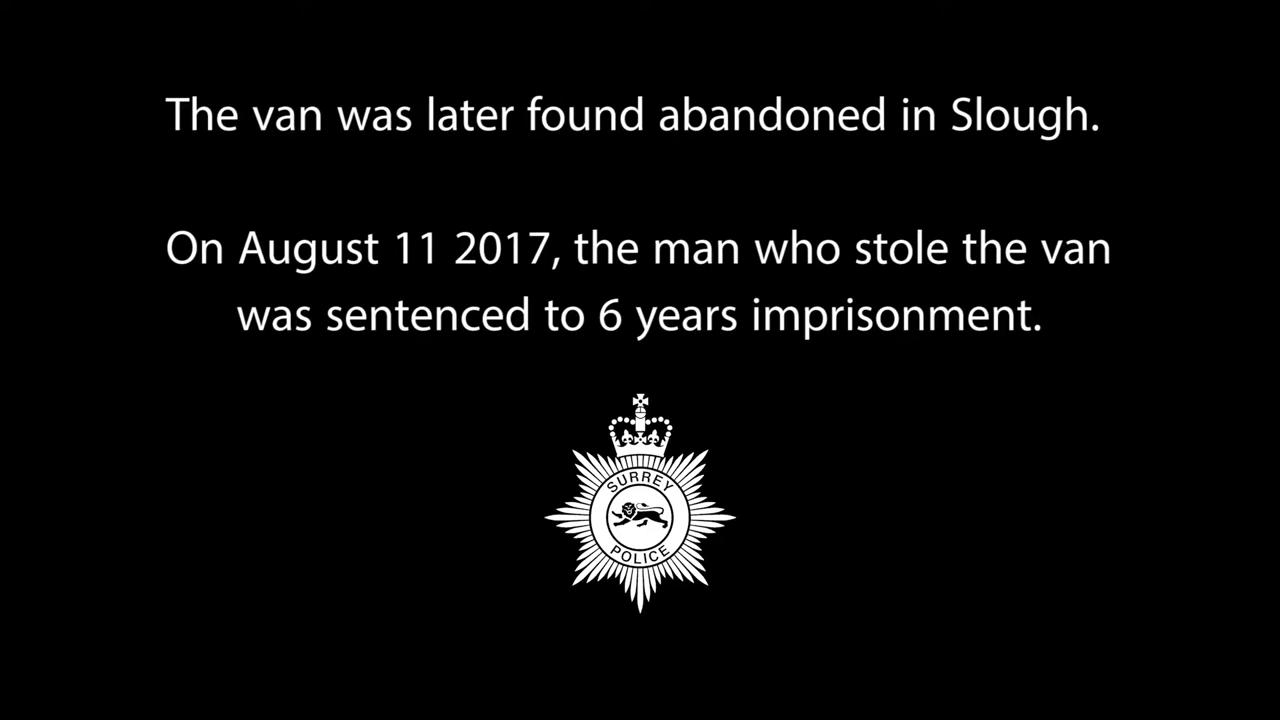 The van was later found abandoned in Slough.
On August 11 2017, the man who stole the van
was sentenced to 6 years imprisonment.
SURREY
POLICE